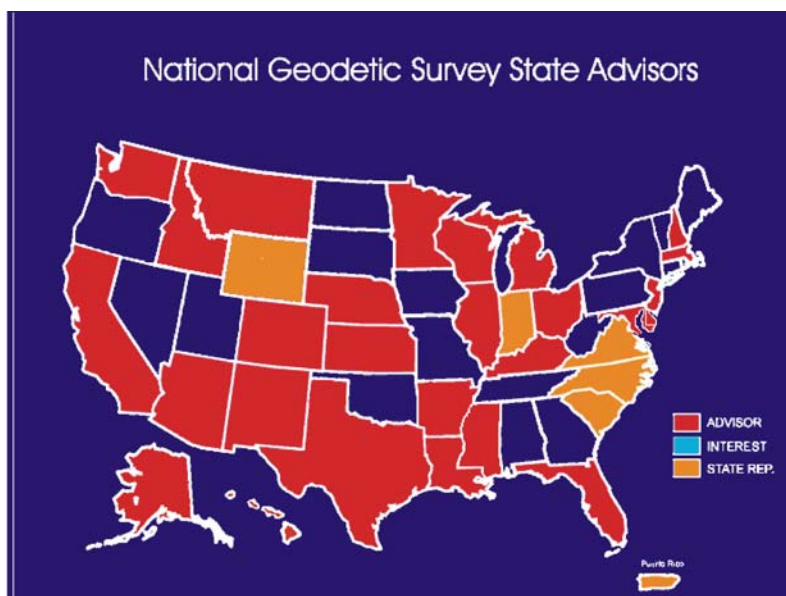 National Geodetic Survey State Advisors
ADVISOR
INTEREST
STATE REP.
Puerto Rico